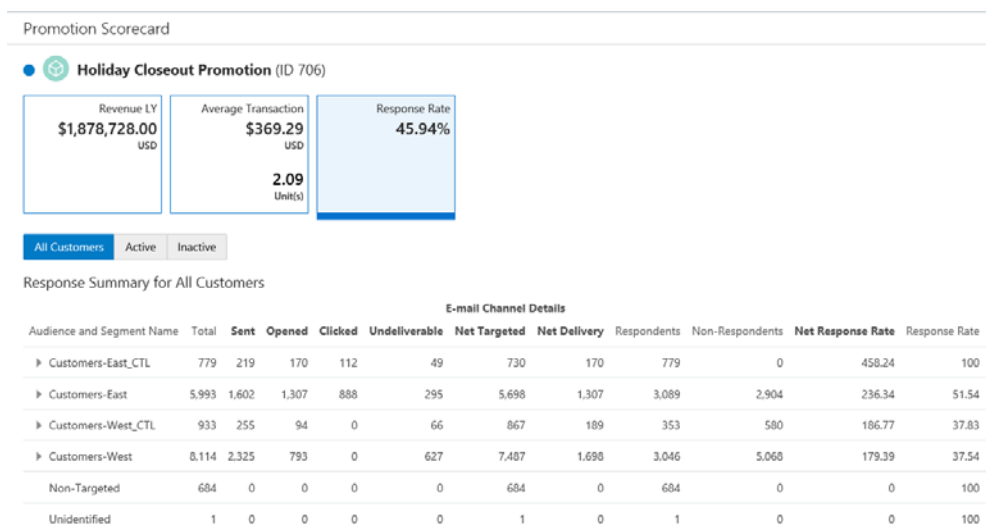 Promotion Scorecard
Holiday Closeout Promotion (ID 706)
Revenue LY Average Transaction Response Rate
$1,878,728.00 $369.29 45.94%
USD USD
2.09
Unit(s)
All Customers Active Inactive
Response Summary for All Customers
E-mail Channel Details
Audience and Segment Name Total Sent Opened Clicked Undeliverable Net Targeted Net Delivery Respondents Non-Respondents Net Response Rate Response Rate
Customers-East_CTL 779 219 170 112 49 730 170 779 0 458.24 100
Customers-East 5,993 1,602 1,307 888 295 5,698 1,307 3,089 2,904 236.34 51.54
Customers-West_CTL 933 255 94 0 66 867 189 353 580 186.77 37.83
Customers-West 8,114 2,325 793 0 627 7,487 1,698 3,046 5,068 179.39 37.54
Non-Targeted 684 0 0 0 0 684 0 684 0 0 100
Unidentified 1 0 0 0 0 1 0 1 0 0 100